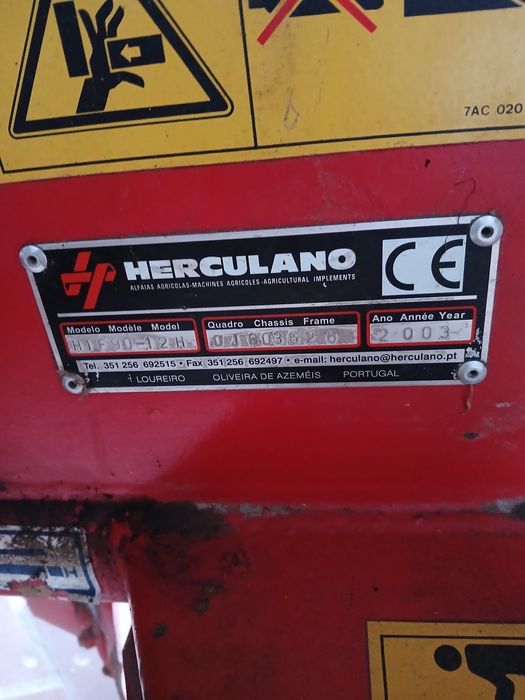 7AC 020
HERCULANO
ALFAIAS AGRICOLAS-MACHINES AGRICOLES-AGRICULTURAL IMPLEMENTS
CE
Modelo Modèle Model
Quadro Chassis Frame
Ano Année Year
HTF90-12H
2003
Tel. 351 256 692515 • Fax 351 256 692497 • e-mail: herculano@herculano.pt
LOUREIRO OLIVEIRA DE AZEMÉIS PORTUGAL